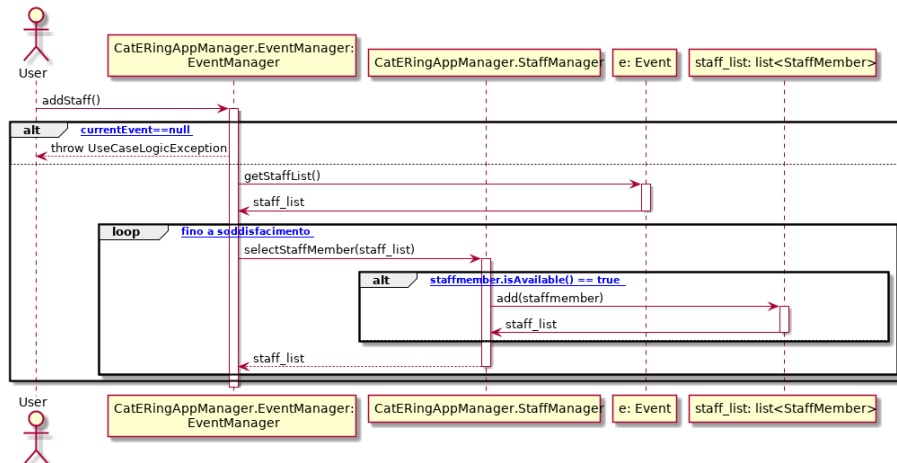 User
CatERingAppManager.EventManager:
EventManager
CatERingAppManager.StaffManager
e: Event
staff_list: list<StaffMember>
addStaff()
alt
currentEvent==null
throw UseCaseLogicException
getStaffList()
staff_list
loop
fino a soddisfacimento
selectStaffMember(staff_list)
alt
staffmember.isAvailable() == true
add(staffmember)
staff_list
staff_list
User
CatERingAppManager.EventManager:
EventManager
CatERingAppManager.StaffManager
e: Event
staff_list: list<StaffMember>